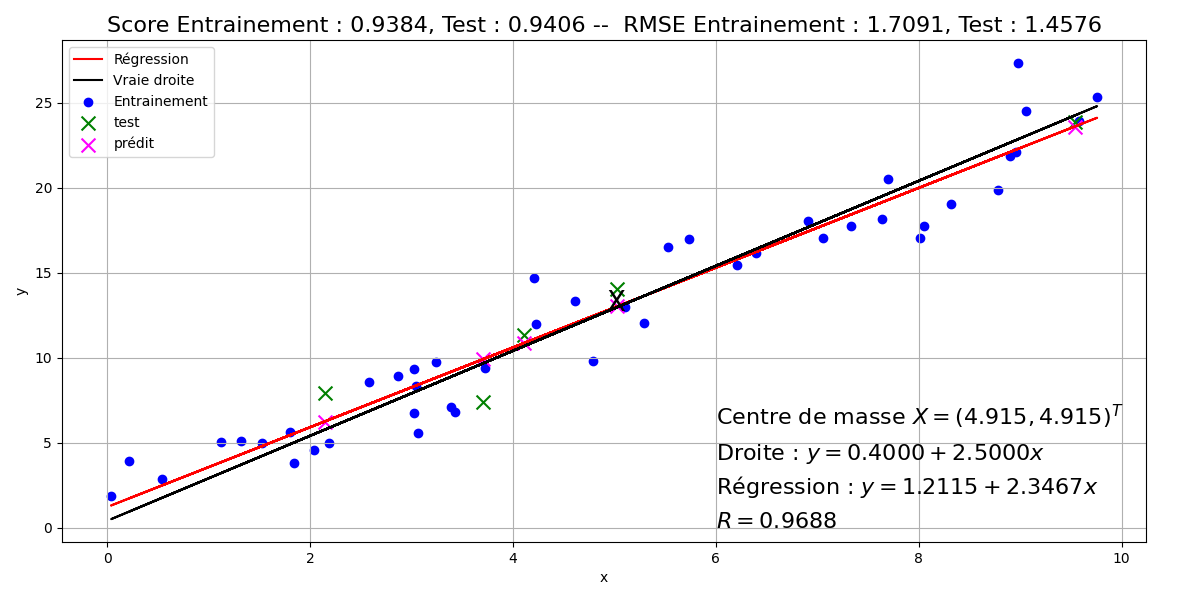 Score Entrainement : 0.9384, Test : 0.9406 --  RMSE Entrainement : 1.7091, Test : 1.4576
Régression
Vraie droite
Entrainement
test
prédit
25
20
15
10
5
0
y
X
Centre de masse X = (4.915, 4.915)^T
Droite : y = 0.4000 + 2.5000x
Régression : y = 1.2115 + 2.3467x
R = 0.9688
0 2 4 6 8 10
x